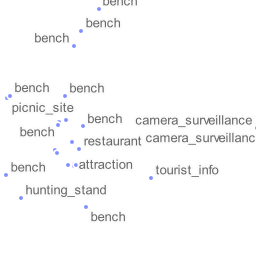 bench
bench
bench
bench
bench
picnic_site
bench
camera_surveillance
bench
restaurant
camera_surveillanc
bench
attraction
tourist_info
hunting_stand
bench